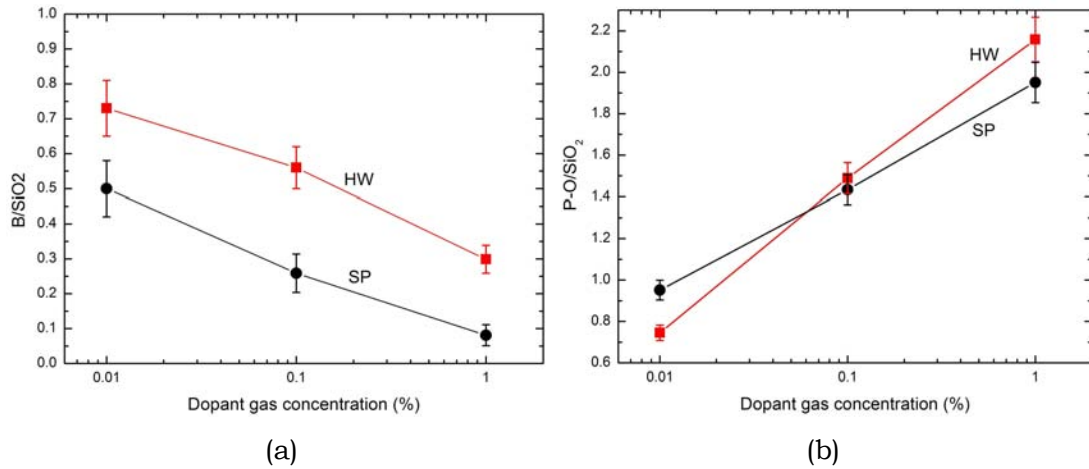 1.0
0.9
0.8
0.7
0.6
0.5
0.4
0.3
0.2
0.1
0.0
B/SiO2
HW
SP
0.01 0.1 1
Dopant gas concentration (%)
(a)
2.2
2.0
1.8
1.6
1.4
1.2
1.0
0.8
0.6
P-O/SiO₂
HW
SP
0.01 0.1 1
Dopant gas concentration (%)
(b)